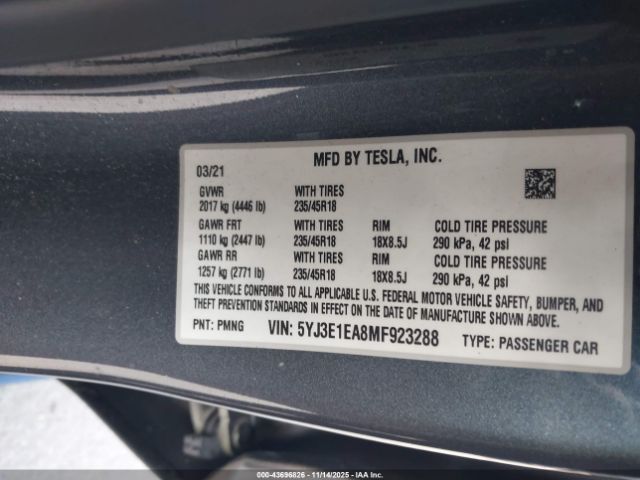 MFD BY TESLA, INC.
03/21
GVWR WITH TIRES
2017 kg (4446 lb) 235/45R18
GAWR FRT WITH TIRES RIM COLD TIRE PRESSURE
1110 kg (2447 lb) 235/45R18 18X8.5J 290 kPa, 42 psi
GAWR RR WITH TIRES RIM COLD TIRE PRESSURE
1257 kg (2771 lb) 235/45R18 18X8.5J 290 kPa, 42 psi
THIS VEHICLE CONFORMS TO ALL APPLICABLE U.S. FEDERAL MOTOR VEHICLE SAFETY, BUMPER, AND
THEFT PREVENTION STANDARDS IN EFFECT ON THE DATE OF MANUFACTURE SHOWN ABOVE.
PNT: PMNG VIN: 5YJ3E1EA8MF923288 TYPE: PASSENGER CAR
000-43696826 - 11/14/2025 - IAAC.